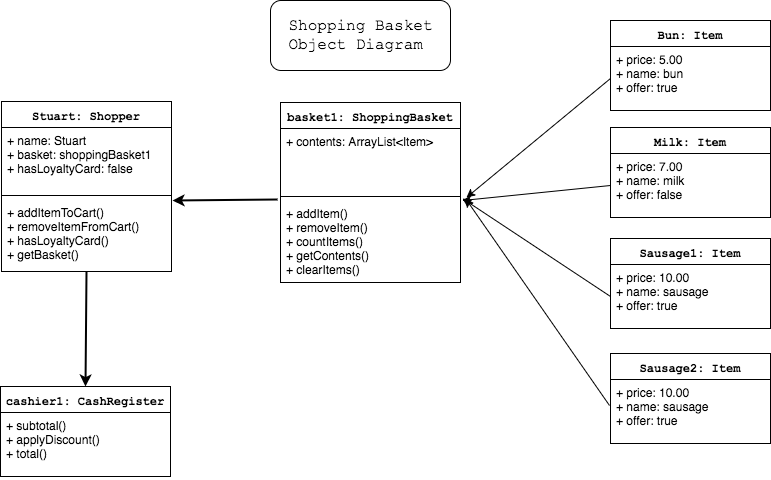 Shopping Basket
Object Diagram
Stuart: Shopper
+ name: Stuart
+ basket: shoppingBasket1
+ hasLoyaltyCard: false
+ addItemToCart()
+ removeItemFromCart()
+ hasLoyaltyCard()
+ getBasket()
cashier1: CashRegister
+ subtotal()
+ applyDiscount()
+ total()
basket1: ShoppingBasket
+ contents: ArrayList<Item>
+ addItem()
+ removeItem()
+ countItems()
+ getContents()
+ clearItems()
Bun: Item
+ price: 5.00
+ name: bun
+ offer: true
Milk: Item
+ price: 7.00
+ name: milk
+ offer: false
Sausage1: Item
+ price: 10.00
+ name: sausage
+ offer: true
Sausage2: Item
+ price: 10.00
+ name: sausage
+ offer: true